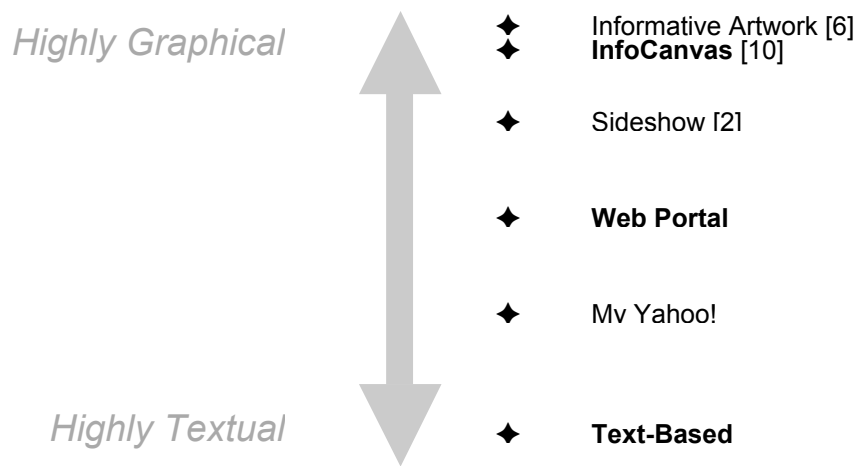 Highly Graphical
Informative Artwork [6]
InfoCanvas [10]
Sideshow [2]
Web Portal
My Yahoo!
Highly Textual
Text-Based